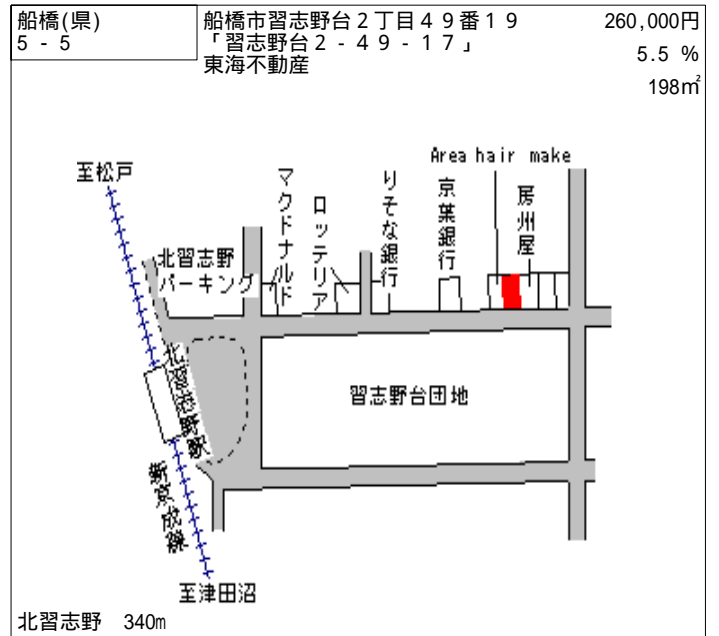 船橋(県)
5 - 5
船橋市習志野台２丁目４９番１９
「習志野台２-４９-１７」
東海不動産
260,000円
5.5 %
198㎡
至松戸
北習志野
パーキング
マクドナルド
ロッテリア
りそな銀行
京葉銀行
Area hair make
房州屋
北習志野駅
新京成線
習志野台団地
至津田沼
北習志野 340m